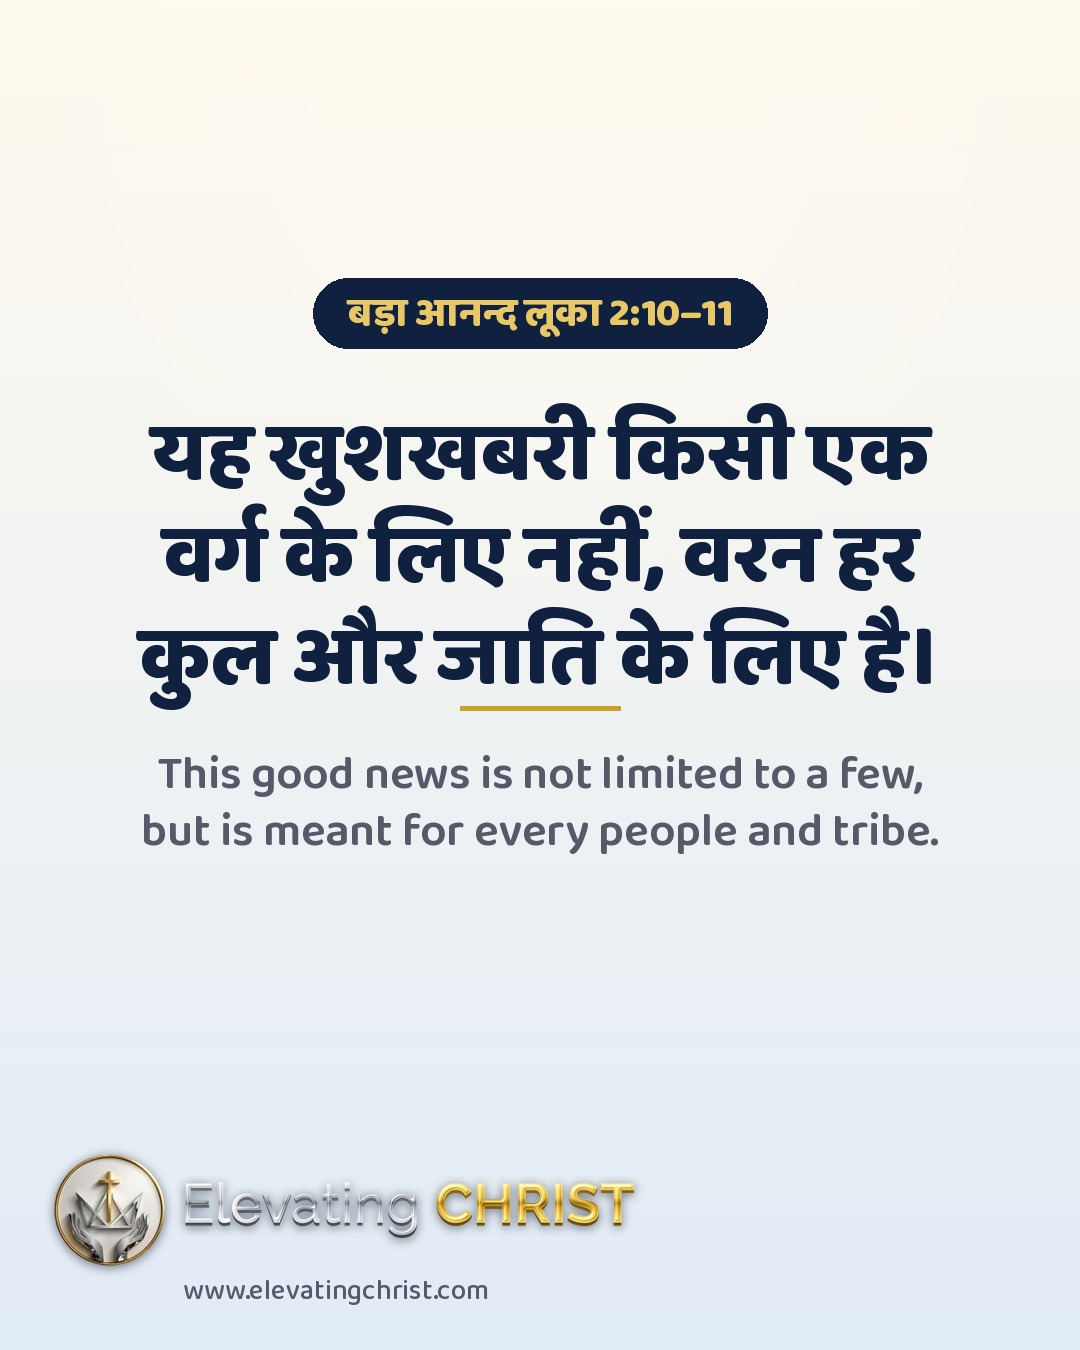 बड़ा आनन्द लूका 2:10–11
यह खुशखबरी किसी एक
वर्ग के लिए नहीं, वरन हर
कुल और जाति के लिए है।
This good news is not limited to a few,
but is meant for every people and tribe.
Elevating CHRIST
www.elevatingchrist.com